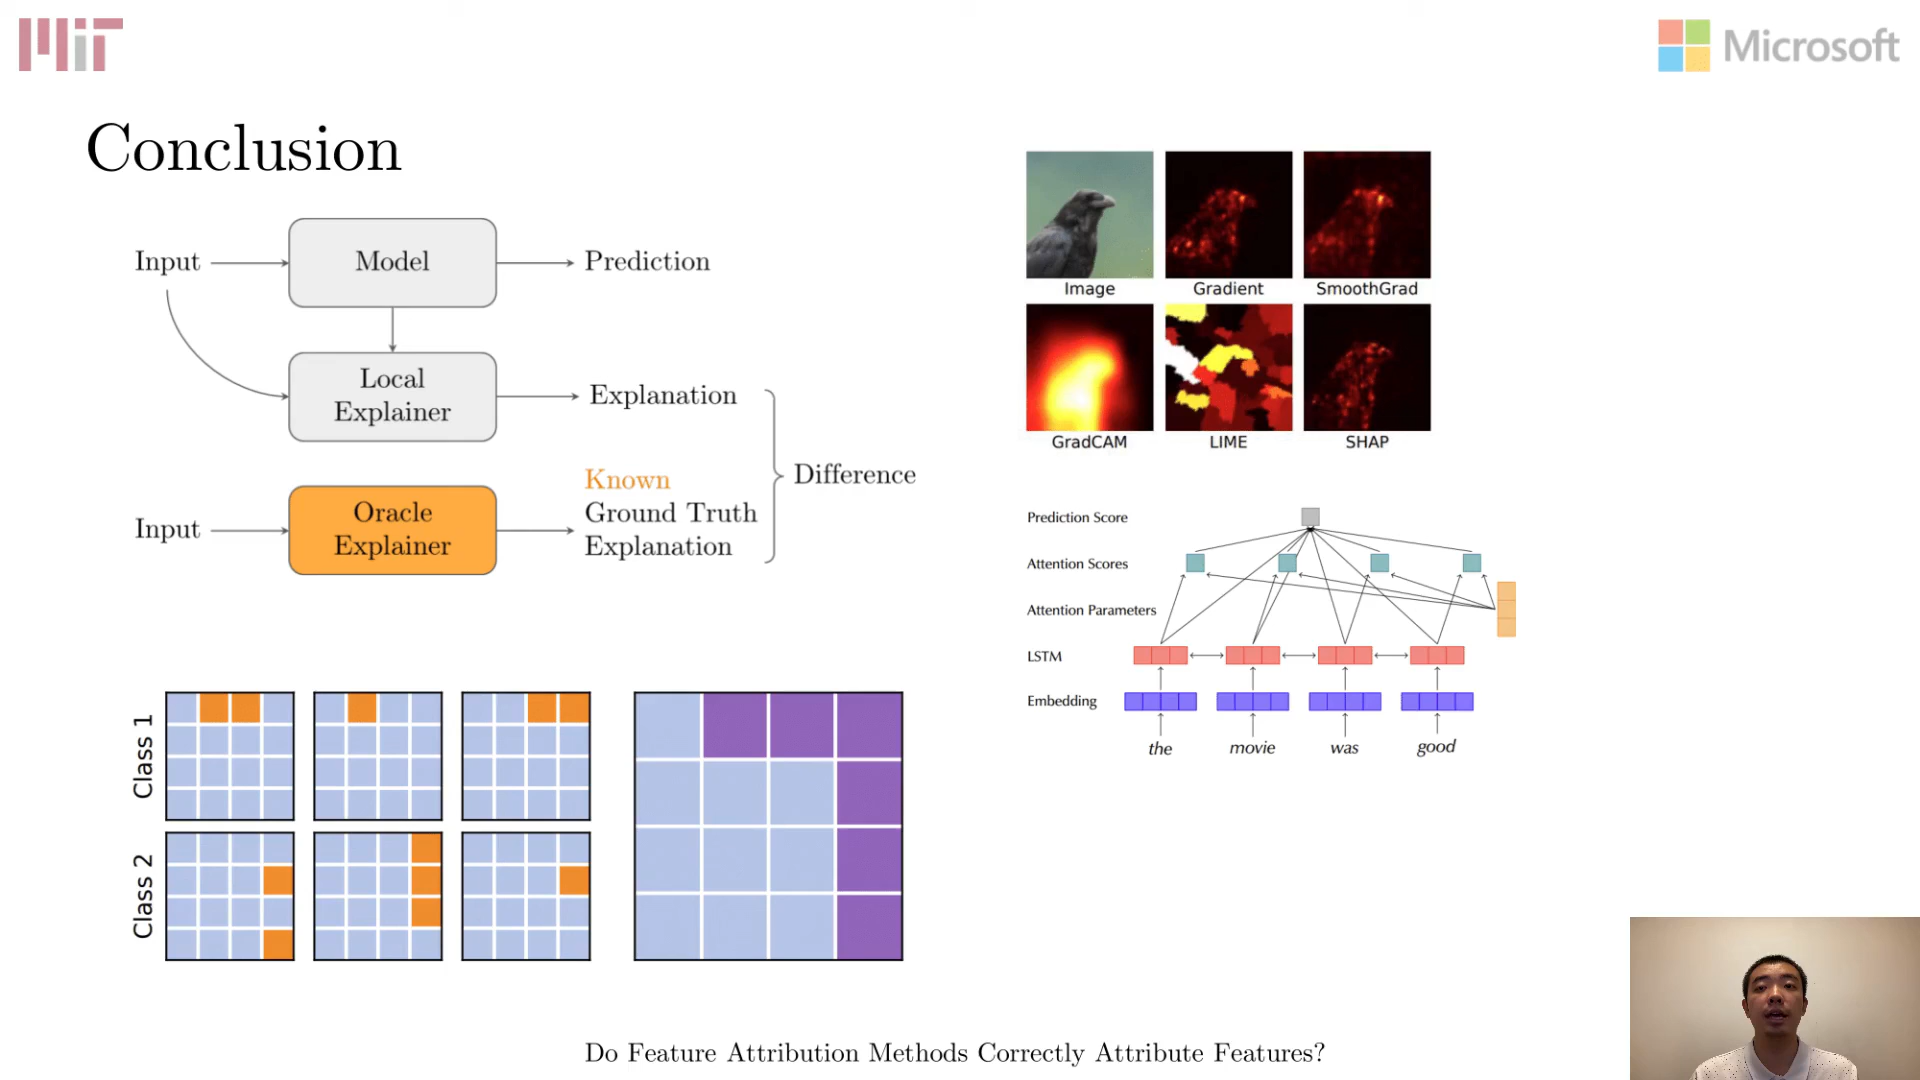 MIT
Microsoft
Conclusion
Input
Model
Prediction
Local
Explainer
Explanation
Difference
Input
Oracle
Explainer
Known
Ground Truth
Explanation
Class 1
Class 2
Image
Gradient
SmoothGrad
GradCAM
LIME
SHAP
Prediction Score
Attention Scores
Attention Parameters
LSTM
Embedding
the
movie
was
good
Do Feature Attribution Methods Correctly Attribute Features?